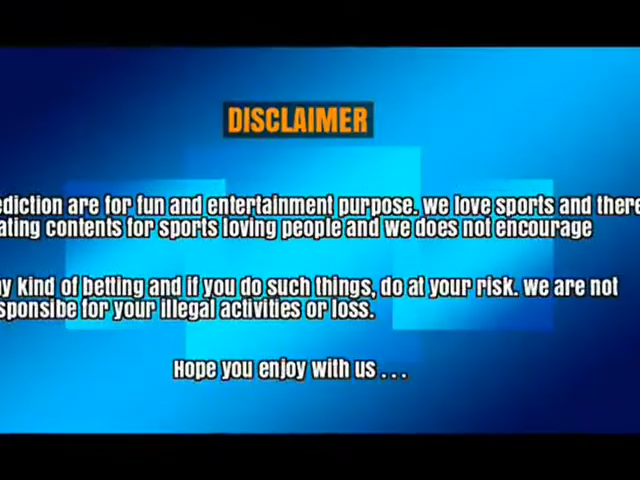 DISCLAIMER
ediction are for fun and entertainment purpose. we love sports and there
ating contents for sports loving people and we does not encourage
y kind of betting and if you do such things, do at your risk. we are not
sponsibe for your illegal activities or loss.
Hope you enjoy with us . . .